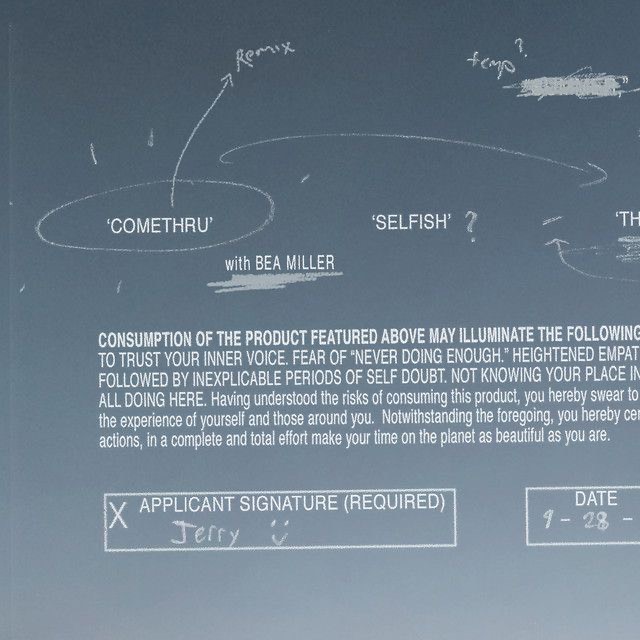 Remix
temp?
'COMETHRU'
'SELFISH' ?
'TH
with BEA MILLER
CONSUMPTION OF THE PRODUCT FEATURED ABOVE MAY ILLUMINATE THE FOLLOWING
TO TRUST YOUR INNER VOICE. FEAR OF "NEVER DOING ENOUGH." HEIGHTENED EMPAT
FOLLOWED BY INEXPLICABLE PERIODS OF SELF DOUBT. NOT KNOWING YOUR PLACE IN
ALL DOING HERE. Having understood the risks of consuming this product, you hereby swear to
the experience of yourself and those around you. Notwithstanding the foregoing, you hereby cer
actions, in a complete and total effort make your time on the planet as beautiful as you are.
X APPLICANT SIGNATURE (REQUIRED)
Jerry
DATE
9 - 28 -